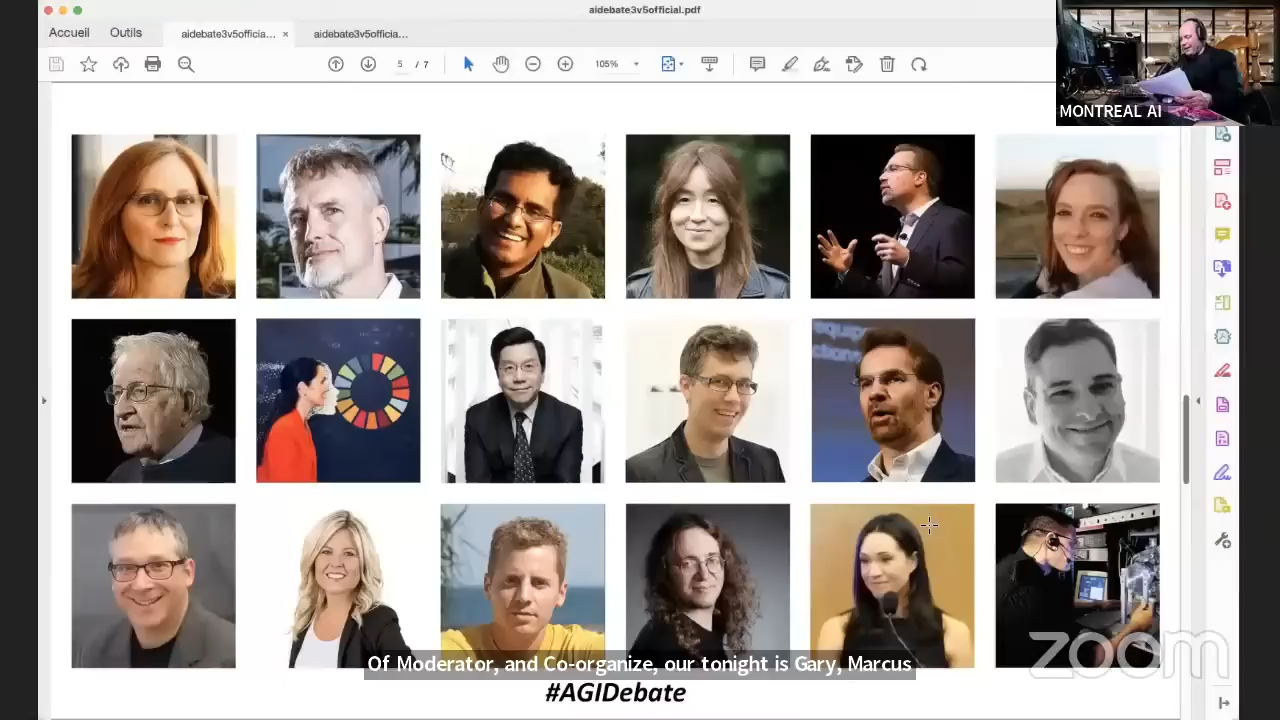 aidebate3v5official.pdf
Accueil
Outils
aidebate3v5officia... ×
aidebate3v5officia...
5 / 7
105%
MONTREAL AI
Of Moderator, and Co-organize, our tonight is Gary, Marcus
zoom
#AGIDebate